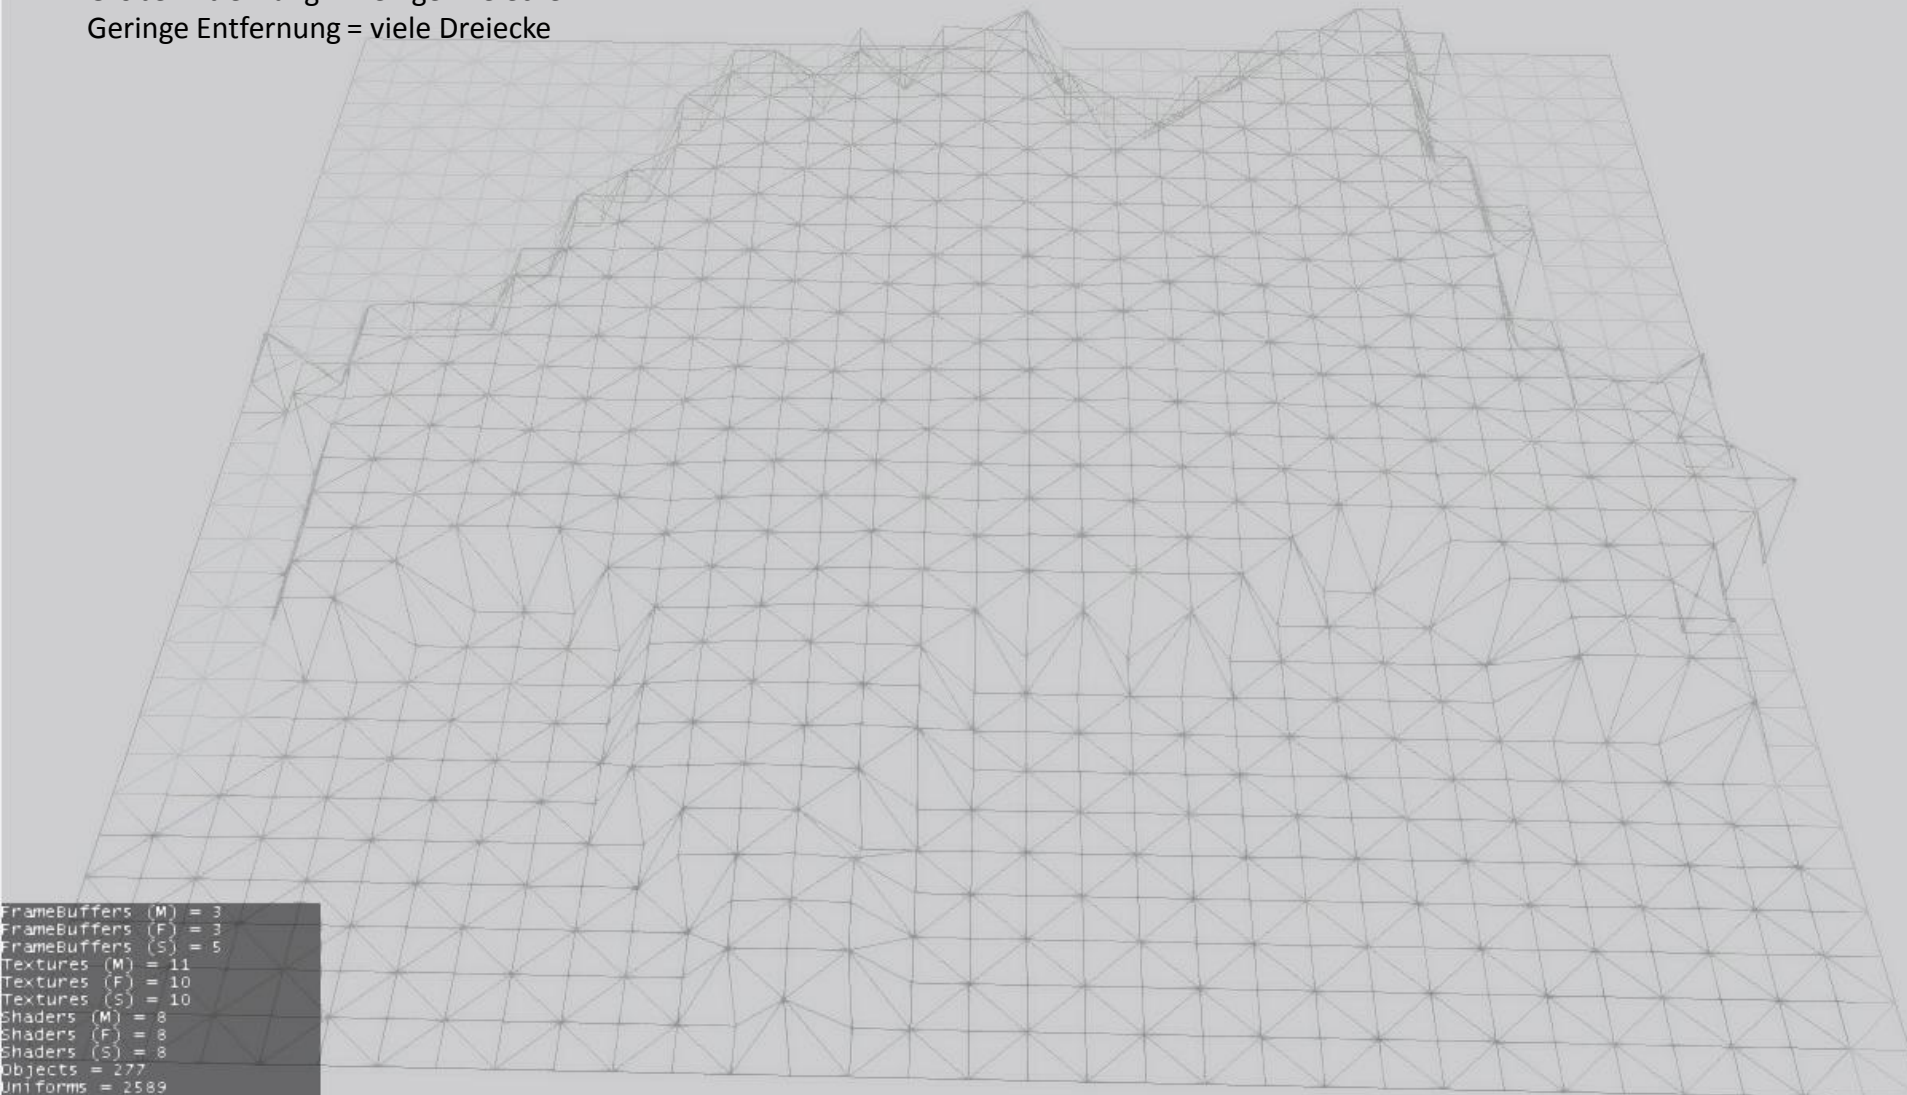 Geringe Entfernung = viele Dreiecke
FrameBuffers (M) = 3
FrameBuffers (F) = 3
FrameBuffers (S) = 5
Textures (M) = 11
Textures (F) = 10
Textures (S) = 10
Shaders (M) = 8
Shaders (F) = 8
Shaders (S) = 8
Objects = 277
Uniforms = 2589